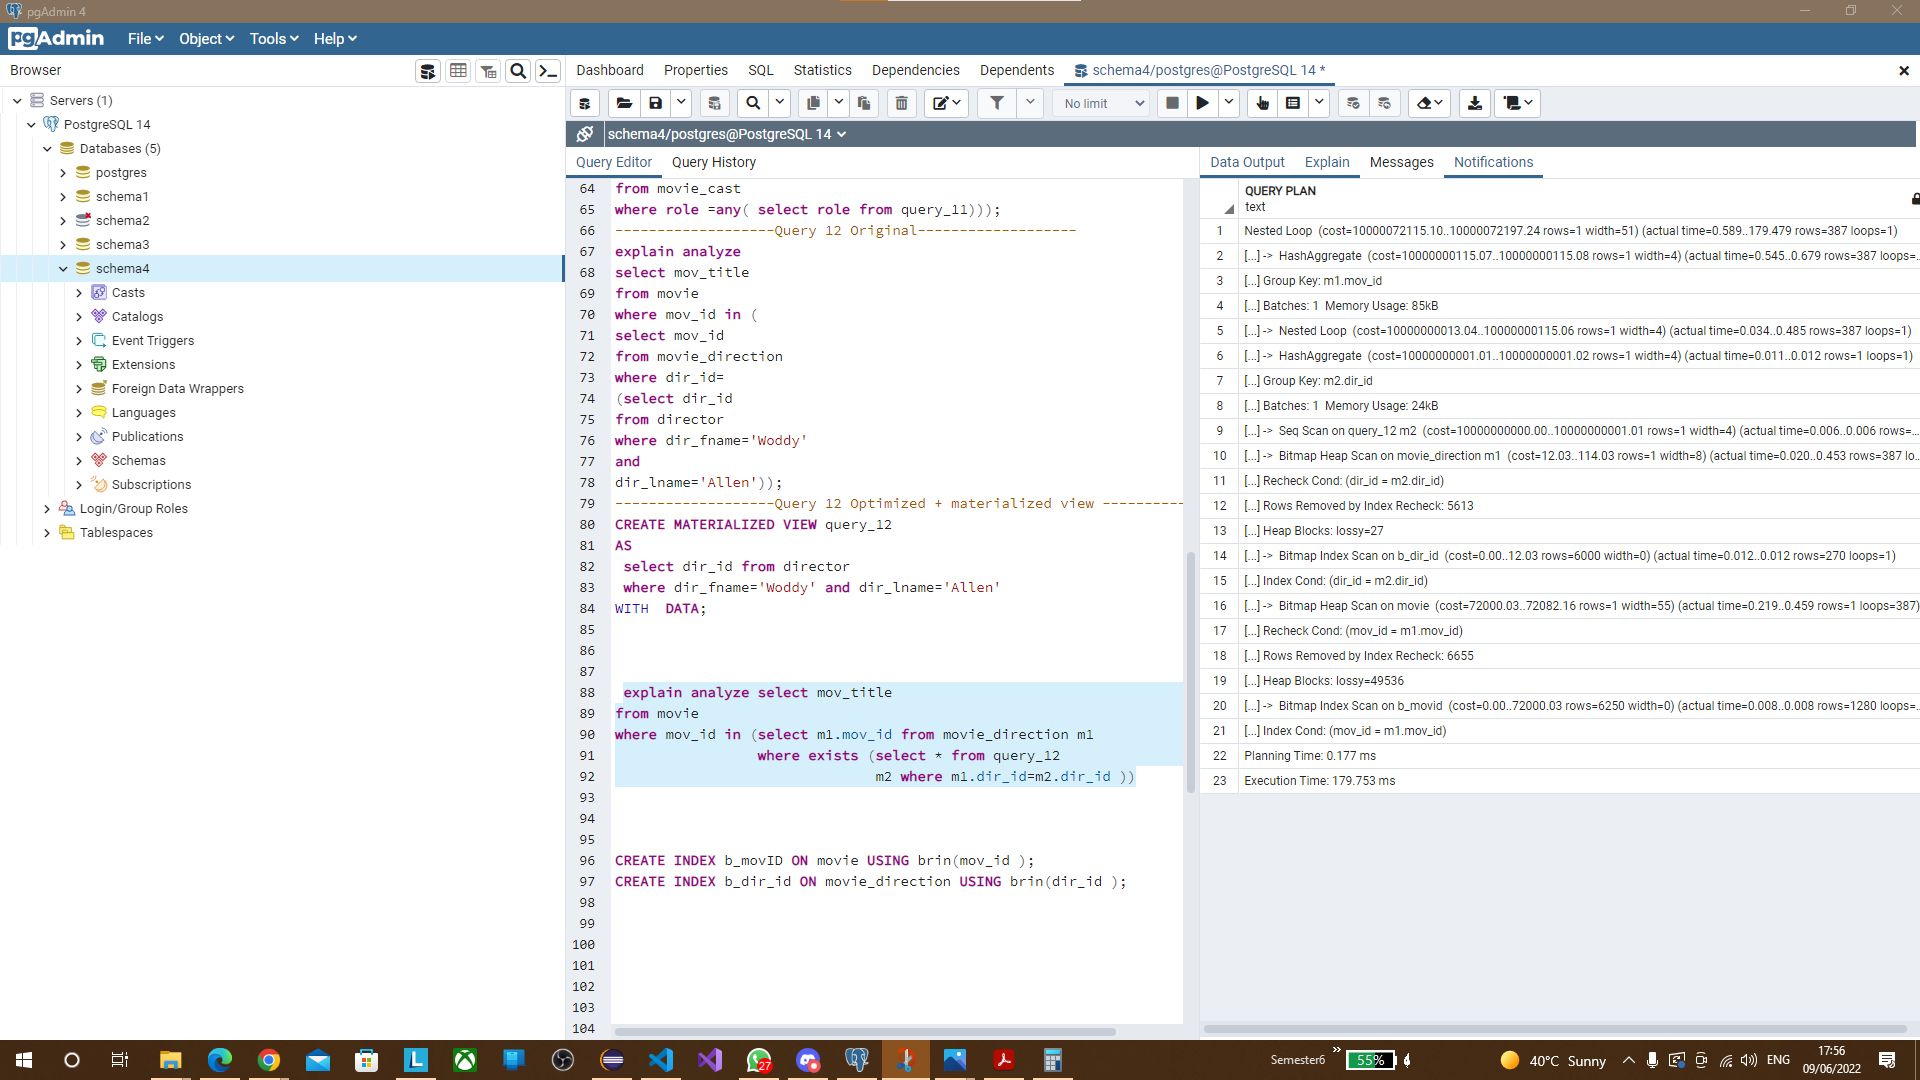 pgAdmin 4
pgAdmin File Object Tools Help
Browser
Dashboard Properties SQL Statistics Dependencies Dependents schema4/postgres@PostgreSQL 14 *
No limit
schema4/postgres@PostgreSQL 14
Servers (1)
PostgreSQL 14
Databases (5)
postgres
schema1
schema2
schema3
schema4
Casts
Catalogs
Event Triggers
Extensions
Foreign Data Wrappers
Languages
Publications
Schemas
Subscriptions
Login/Group Roles
Tablespaces
Query Editor Query History
64 from movie_cast
65 where role =any( select role from query_11)));
66 -------------------Query 12 Original-------------------
67 explain analyze
68 select mov_title
69 from movie
70 where mov_id in (
71 select mov_id
72 from movie_direction
73 where dir_id=
74 (select dir_id
75 from director
76 where dir_fname='Woddy'
77 and
78 dir_lname='Allen'));
79 -------------------Query 12 Optimized + materialized view ----------
80 CREATE MATERIALIZED VIEW query_12
81 AS
82 select dir_id from director
83 where dir_fname='Woddy' and dir_lname='Allen'
84 WITH  DATA;
85
86
87
88 explain analyze select mov_title
89 from movie
90 where mov_id in (select m1.mov_id from movie_direction m1
91 where exists (select * from query_12
92 m2 where m1.dir_id=m2.dir_id ))
93
94
95
96 CREATE INDEX b_movID ON movie USING brin(mov_id );
97 CREATE INDEX b_dir_id ON movie_direction USING brin(dir_id );
98
99
100
101
102
103
104
Data Output Explain Messages Notifications
QUERY PLAN
text
1 Nested Loop (cost=10000072115.10..10000072197.24 rows=1 width=51) (actual time=0.589..179.479 rows=387 loops=1)
2 [...] -> HashAggregate (cost=10000000115.07..10000000115.08 rows=1 width=4) (actual time=0.545..0.679 rows=387 loops=...
3 [...] Group Key: m1.mov_id
4 [...] Batches: 1 Memory Usage: 85kB
5 [...] -> Nested Loop (cost=10000000013.04..10000000115.06 rows=1 width=4) (actual time=0.034..0.485 rows=387 loops=1)
6 [...] -> HashAggregate (cost=10000000001.01..10000000001.02 rows=1 width=4) (actual time=0.011..0.012 rows=1 loops=1)
7 [...] Group Key: m2.dir_id
8 [...] Batches: 1 Memory Usage: 24kB
9 [...] -> Seq Scan on query_12 m2 (cost=10000000000.00..10000000001.01 rows=1 width=4) (actual time=0.006..0.006 rows=...
10 [...] -> Bitmap Heap Scan on movie_direction m1 (cost=12.03..114.03 rows=1 width=8) (actual time=0.020..0.453 rows=387 lo...
11 [...] Recheck Cond: (dir_id = m2.dir_id)
12 [...] Rows Removed by Index Recheck: 5613
13 [...] Heap Blocks: lossy=27
14 [...] -> Bitmap Index Scan on b_dir_id (cost=0.00..12.03 rows=6000 width=0) (actual time=0.012..0.012 rows=270 loops=1)
15 [...] Index Cond: (dir_id = m2.dir_id)
16 [...] -> Bitmap Heap Scan on movie (cost=72000.03..72082.16 rows=1 width=55) (actual time=0.219..0.459 rows=1 loops=387)
17 [...] Recheck Cond: (mov_id = m1.mov_id)
18 [...] Rows Removed by Index Recheck: 6655
19 [...] Heap Blocks: lossy=49536
20 [...] -> Bitmap Index Scan on b_movid (cost=0.00..72000.03 rows=6250 width=0) (actual time=0.008..0.008 rows=1280 loops=...
21 [...] Index Cond: (mov_id = m1.mov_id)
22 Planning Time: 0.177 ms
23 Execution Time: 179.753 ms
L 27 Semester6 55% 40°C Sunny ENG 17:56
09/06/2022